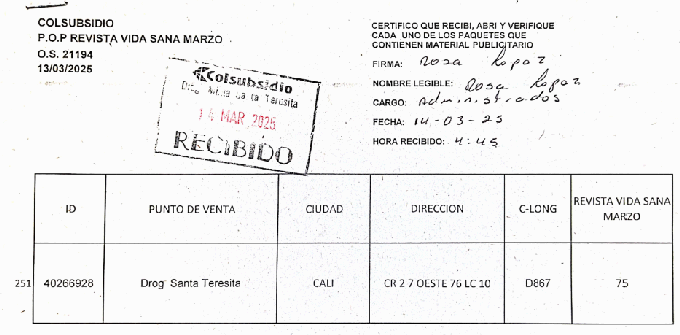 COLSUBSIDIO
P.O.P REVISTA VIDA SANA MARZO
O.S. 21194
13/03/2025
CERTIFICO QUE RECIBI, ABRI Y VERIFIQUE
CADA UNO DE LOS PAQUETES QUE
CONTIENEN MATERIAL PUBLICITARIO
FIRMA: Rosa Lopez
NOMBRE LEGIBLE: Rosa Lopez
CARGO: Administrador
FECHA: 14-03-25
HORA RECIBIDO: 4:45
Colsubsidio
Teresita
14 MAR 2025
RECIBIDO
ID PUNTO DE VENTA CIUDAD DIRECCION C-LONG REVISTA VIDA SANA
MARZO
251 40266928 Drog Santa Teresita CALI CR 2 7 OESTE 76 LC 10 D867 75